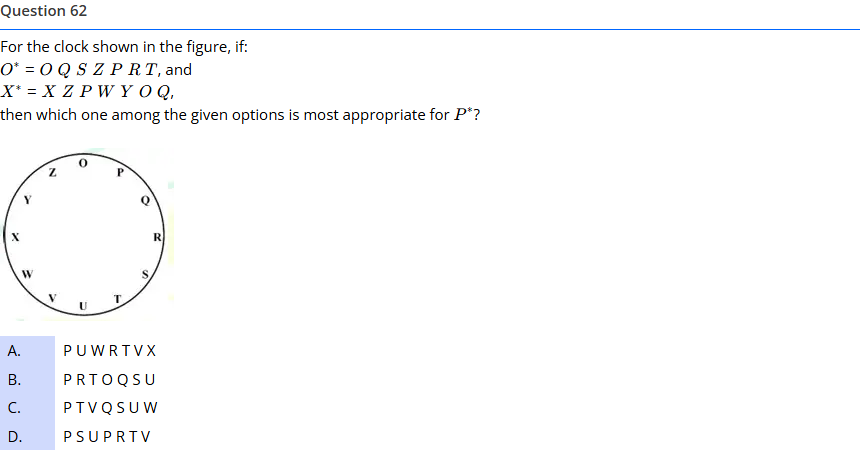 Question 62
For the clock shown in the figure, if:
O* = O Q S Z P R T, and
X* = X Z P W Y O Q,
then which one among the given options is most appropriate for P*?
O
Z P
Y Q
X R
W S
V T
U
A. P U W R T V X
B. P R T O Q S U
C. P T V Q S U W
D. P S U P R T V